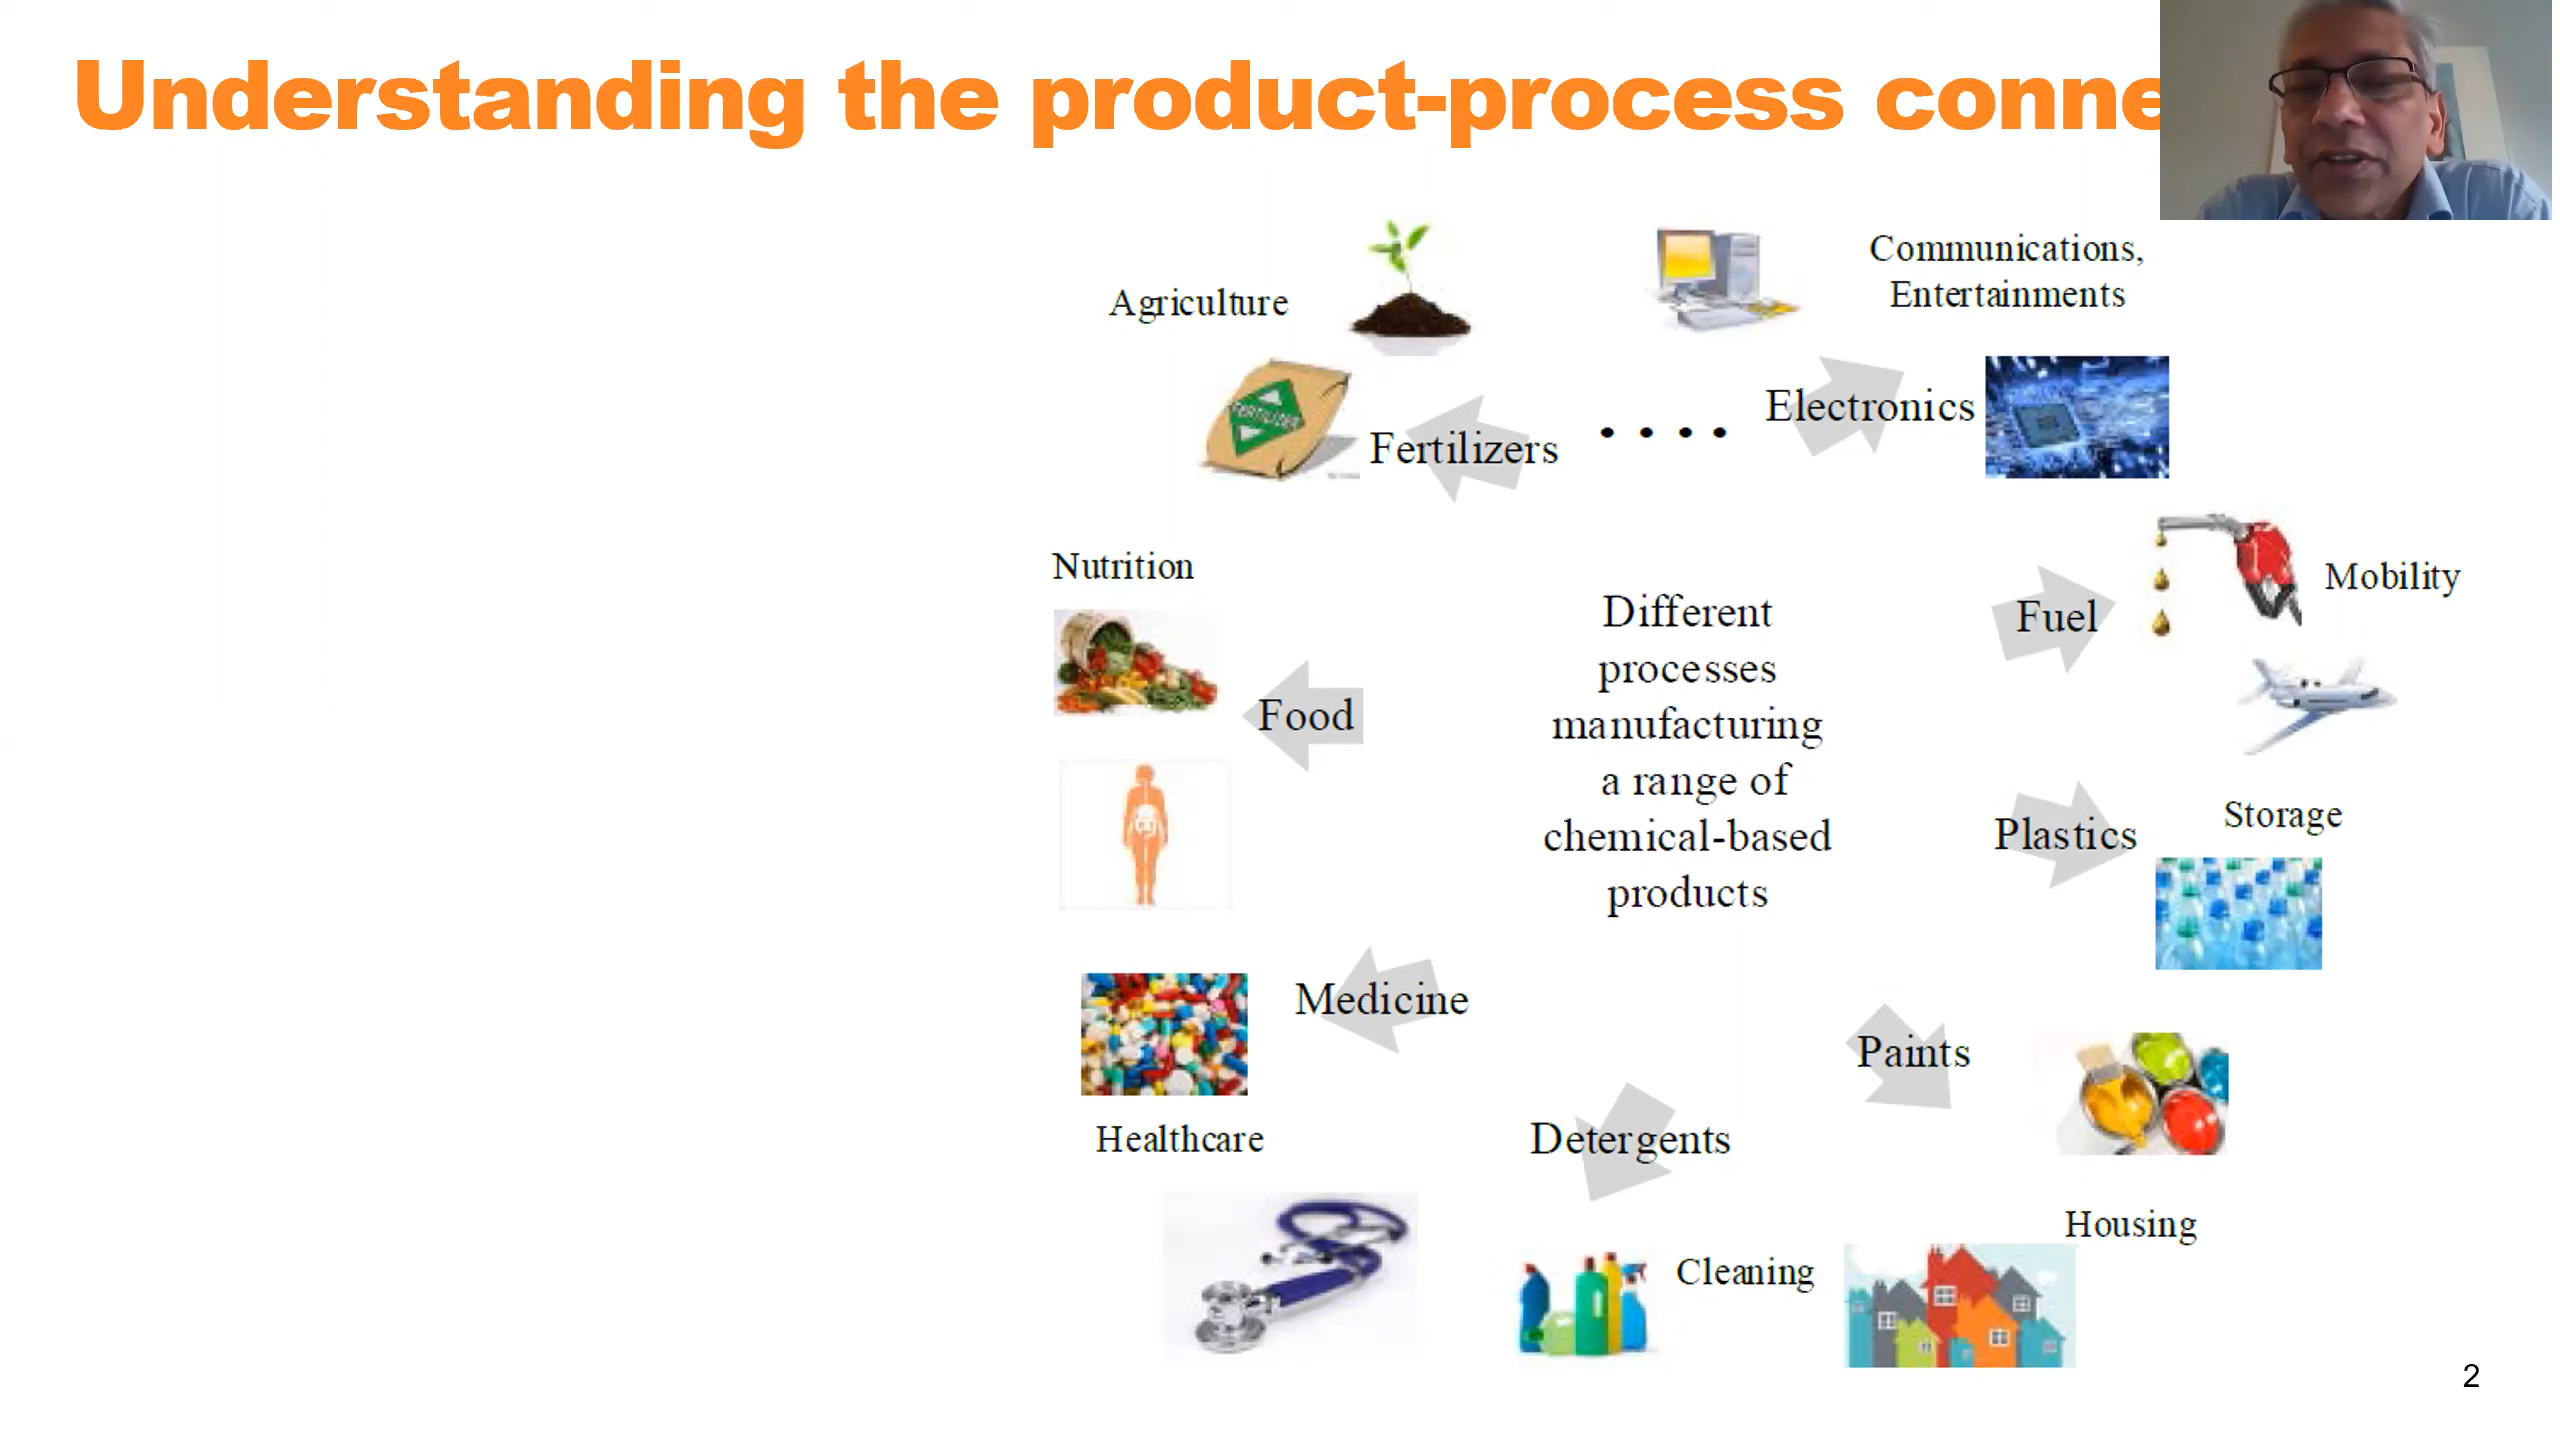 Understanding the product-process conne
Communications,
Entertainments
Agriculture
FERTILIZER
Electronics
Fertilizers
. . . .
Nutrition
Mobility
Fuel
Different
processes
manufacturing
a range of
chemical-based
products
Food
Storage
Plastics
Medicine
Paints
Healthcare
Detergents
Housing
Cleaning
2